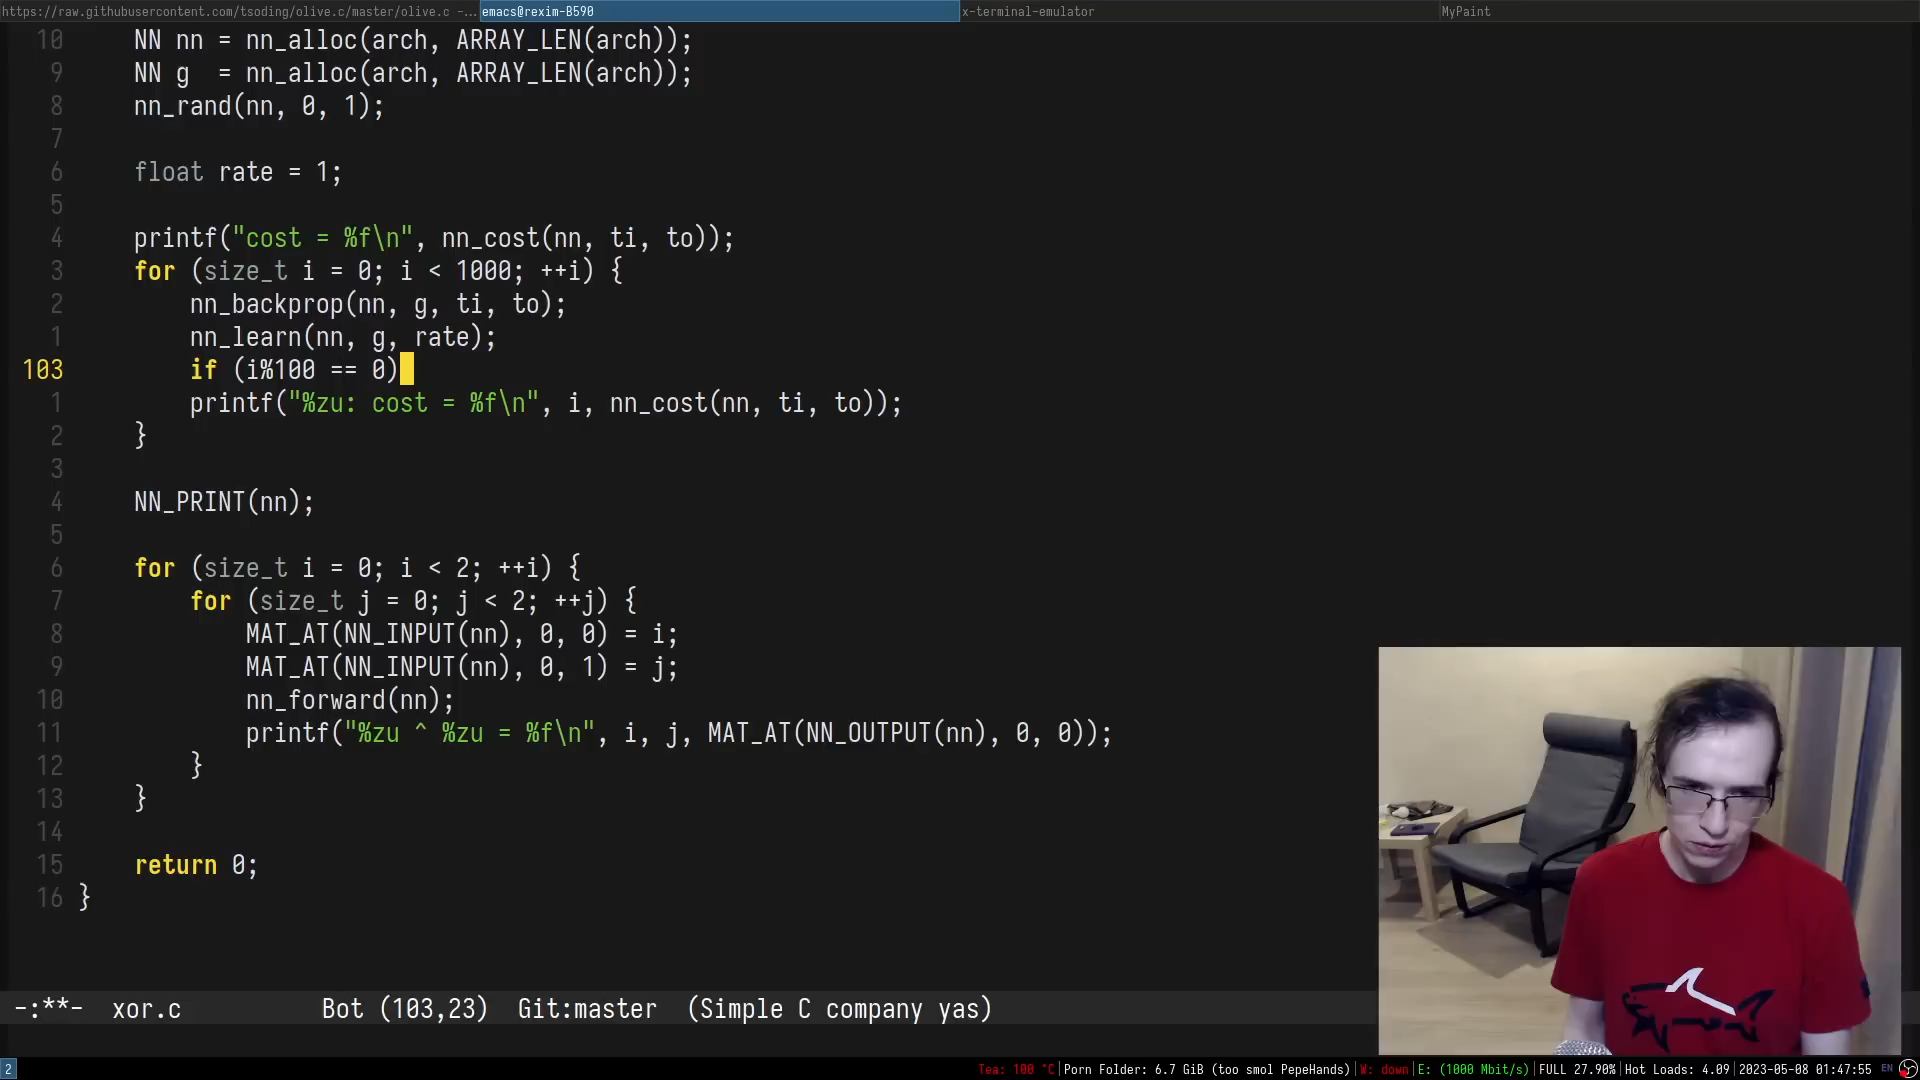 https://raw.githubusercontent.com/tsoding/olive.c/master/olive.c -... emacs@rexim-B590 x-terminal-emulator MyPaint
10 NN nn = nn_alloc(arch, ARRAY_LEN(arch));
9 NN g  = nn_alloc(arch, ARRAY_LEN(arch));
8 nn_rand(nn, 0, 1);
7
6 float rate = 1;
5
4 printf("cost = %f\n", nn_cost(nn, ti, to));
3 for (size_t i = 0; i < 1000; ++i) {
2 nn_backprop(nn, g, ti, to);
1 nn_learn(nn, g, rate);
103 if (i%100 == 0)
1 printf("%zu: cost = %f\n", i, nn_cost(nn, ti, to));
2 }
3
4 NN_PRINT(nn);
5
6 for (size_t i = 0; i < 2; ++i) {
7 for (size_t j = 0; j < 2; ++j) {
8 MAT_AT(NN_INPUT(nn), 0, 0) = i;
9 MAT_AT(NN_INPUT(nn), 0, 1) = j;
10 nn_forward(nn);
11 printf("%zu ^ %zu = %f\n", i, j, MAT_AT(NN_OUTPUT(nn), 0, 0));
12 }
13 }
14
15 return 0;
16 }
-:**-  xor.c Bot (103,23) Git:master (Simple C company yas)
2 Tea: 100 °C|Porn Folder: 6.7 GiB (too smol PepeHands)|W: down|E: (1000 Mbit/s)|FULL 27.90%|Hot Loads: 4.09|2023-05-08 01:47:55 EN